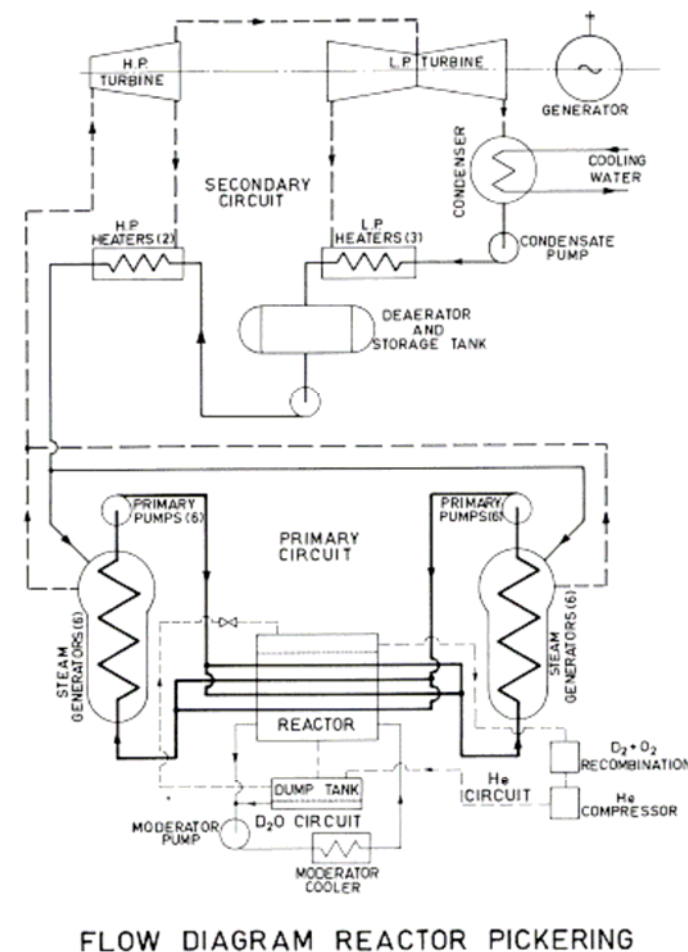 H.P.
TURBINE
L.P. TURBINE
GENERATOR
CONDENSER
COOLING
WATER
SECONDARY
CIRCUIT
H.P
HEATERS(2)
L.P
HEATERS(3)
CONDENSATE
PUMP
DEAERATOR
AND
STORAGE TANK
PRIMARY
PUMPS(6)
PRIMARY
PUMPS(6)
PRIMARY
CIRCUIT
STEAM
GENERATORS(6)
STEAM
GENERATORS(6)
REACTOR
D₂+O₂
RECOMBINATION
He
CIRCUIT
DUMP TANK
He
COMPRESSOR
D₂O CIRCUIT
MODERATOR
PUMP
MODERATOR
COOLER
FLOW DIAGRAM REACTOR PICKERING